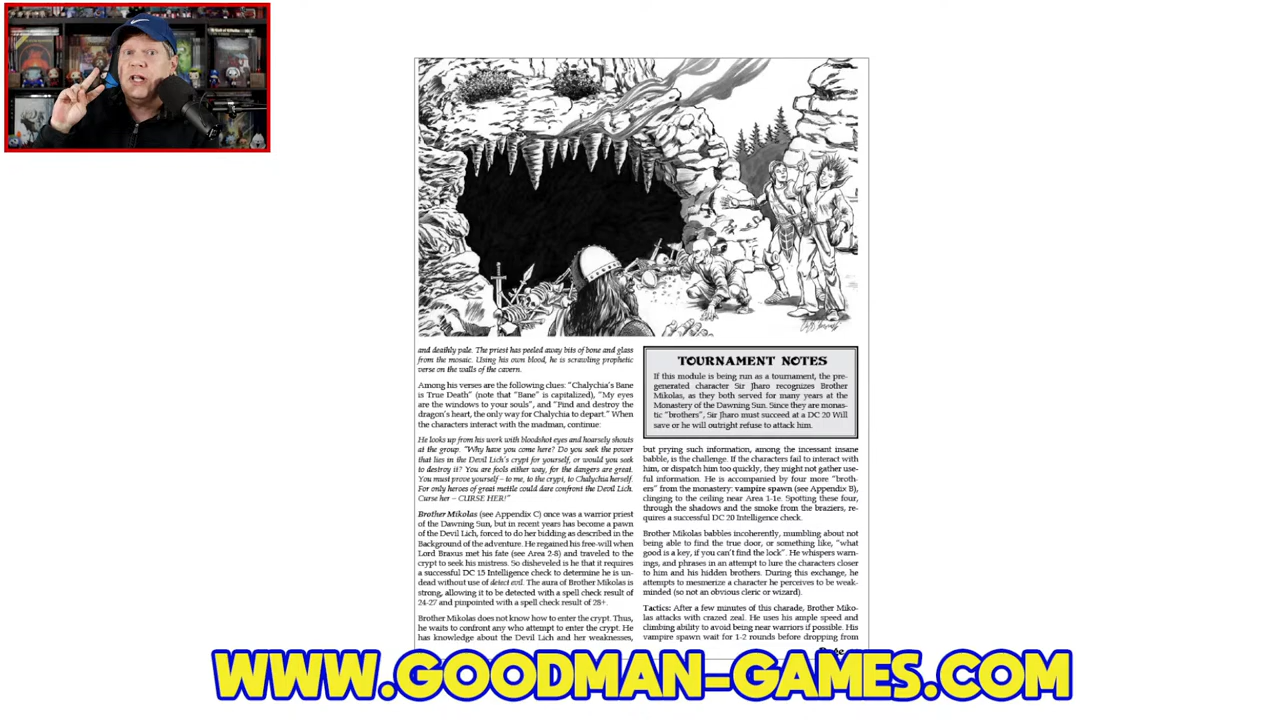 and deathly pale. The priest has peeled away bits of bone and glass
from the mosaic. Using his own blood, he is scrawling prophetic
verse on the walls of the cavern.
Among his verses are the following clues: "Chalychia's Bane
is True Death" (note that "Bane" is capitalized), "My eyes
are the windows to your souls", and "Find and destroy the
dragon's heart, the only way for Chalychia to depart." When
the characters interact with the madman, continue:
He looks up from his work with bloodshot eyes and hoarsely shouts
at the group. "Why have you come here? Do you seek the power
that lies in the Devil Lich's crypt for yourself, or would you seek
to destroy it? You are fools either way, for the dangers are great.
You must prove yourself – to me, to the crypt, to Chalychia herself.
For only heroes of great mettle could dare confront the Devil Lich.
Curse her – CURSE HER!"
Brother Mikolas (see Appendix C) once was a warrior priest
of the Dawning Sun, but in recent years has become a pawn
of the Devil Lich, forced to do her bidding as described in the
Background of the adventure. He regained his free-will when
Lord Braxus met his fate (see Area 2-8) and traveled to the
crypt to seek his mistress. So disheveled is he that it requires
a successful DC 15 Intelligence check to determine he is un-
dead without use of detect evil. The aura of Brother Mikolas is
strong, allowing it to be detected with a spell check result of
24-27 and pinpointed with a spell check result of 28+.
Brother Mikolas does not know how to enter the crypt. Thus,
he waits to confront any who attempt to enter the crypt. He
has knowledge about the Devil Lich and her weaknesses,
TOURNAMENT NOTES
If this module is being run as a tournament, the pre-
generated character Sir Jharo recognizes Brother
Mikolas, as they both served for many years at the
Monastery of the Dawning Sun. Since they are monas-
tic "brothers", Sir Jharo must succeed at a DC 20 Will
save or he will outright refuse to attack him.
but prying such information, among the incessant insane
babble, is the challenge. If the characters fail to interact with
him, or dispatch him too quickly, they might not gather use-
ful information. He is accompanied by four more "broth-
ers" from the monastery: vampire spawn (see Appendix B),
clinging to the ceiling near Area 1-1e. Spotting these four,
through the shadows and the smoke from the braziers, re-
quires a successful DC 20 Intelligence check.
Brother Mikolas babbles incoherently, mumbling about not
being able to find the true door, or something like, "what
good is a key, if you can't find the lock". He whispers warn-
ings, and phrases in an attempt to lure the characters closer
to him and his hidden brothers. During this exchange, he
attempts to mesmerize a character he perceives to be weak-
minded (so not an obvious cleric or wizard).
Tactics: After a few minutes of this charade, Brother Miko-
las attacks with crazed zeal. He uses his ample speed and
climbing ability to avoid being near warriors if possible. His
vampire spawn wait for 1-2 rounds before dropping from
WWW.GOODMAN-GAMES.COM